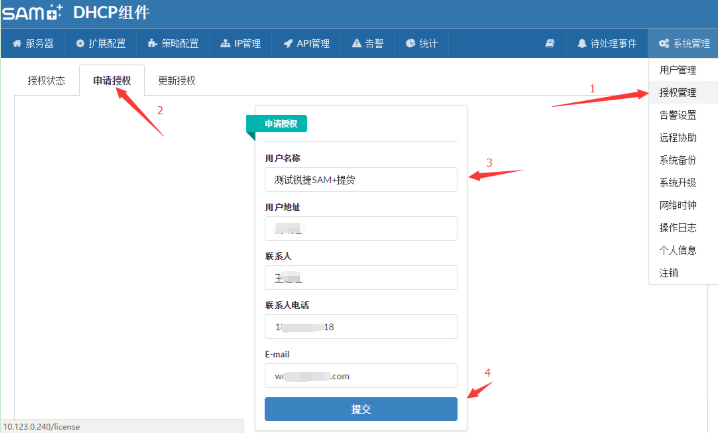 SAM+ DHCP组件
服务器 扩展配置 策略配置 IP管理 API管理 告警 统计 待处理事件 系统管理
授权状态 申请授权 更新授权
用户管理
授权管理
告警设置
远程协助
系统备份
系统升级
网络时钟
操作日志
个人信息
注销
1
2
申请授权
用户名称
测试锐捷SAM+提货
3
用户地址
联系人
王
联系人电话
18
E-mail
.com
4
提交
10.123.0.240/license